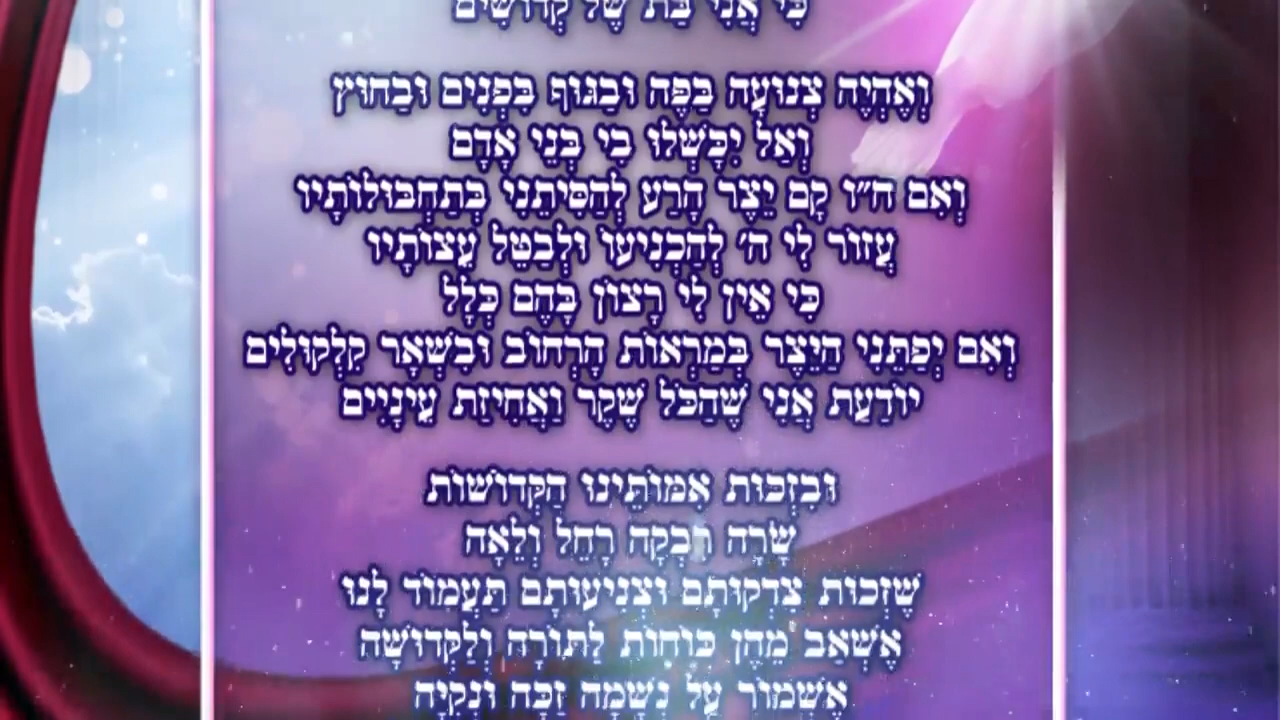 כִּי אֲנִי בַּת שֶׁל קְדוֹשִׁים
וְאֶהְיֶה צְנוּעָה בַּפֶּה וּבַגּוּף בִּפְנִים וּבַחוּץ
וְאַל יִכָּשְׁלוּ בִּי בְּנֵי אָדָם
וְאִם ח״ו קָם יֵצֶר הָרַע לְהַסִּיתֵנִי בְּתַחְבּוּלוֹתָיו
עֲזוֹר לִי ה׳ לְהַכְנִיעוֹ וּלְבַטֵּל עֵצוֹתָיו
כִּי אֵין לִי רָצוֹן בָּהֶם כְּלָל
וְאִם יְפַתֵּנִי הַיֵּצֶר בְּמַרְאוֹת הָרְחוֹב וּבִשְׁאָר קִלְקוּלִים
יוֹדַעַת אֲנִי שֶׁהַכֹּל שֶׁקֶר וַאֲחִיזַת עֵינָיִים
וּבִזְכוּת אִמּוֹתֵינוּ הַקְּדוֹשׁוֹת
שָׂרָה רִבְקָה רָחֵל וְלֵאָה
שֶׁזְּכוּת צִדְקוּתָם וּצְנִיעוּתָם תַּעֲמוֹד לָנוּ
אֶשְׁאַב מֵהֶן כּוֹחוֹת לַתּוֹרָה וְלַקְּדוּשָּׁה
אֶשְׁמוֹר עַל נְשָׁמָה זַכָּה וּנְקִיָּה